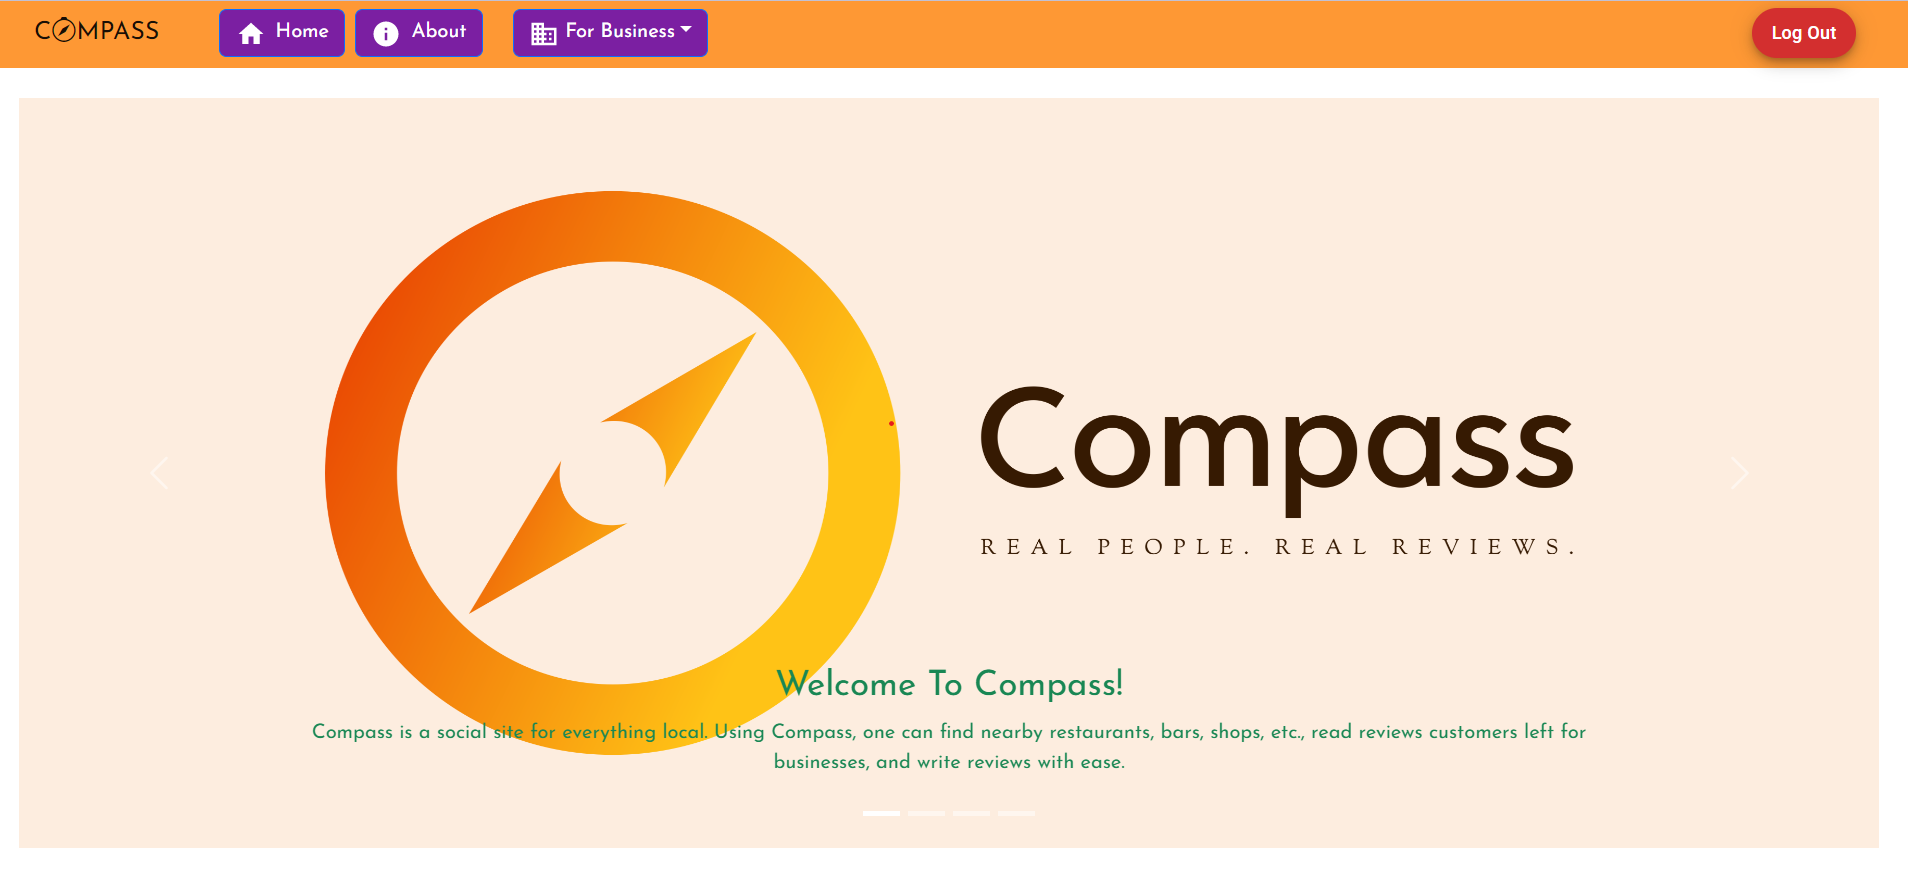 COMPASS
Home
About
For Business
Log Out
Compass
REAL PEOPLE. REAL REVIEWS.
Welcome To Compass!
Compass is a social site for everything local. Using Compass, one can find nearby restaurants, bars, shops, etc., read reviews customers left for
businesses, and write reviews with ease.